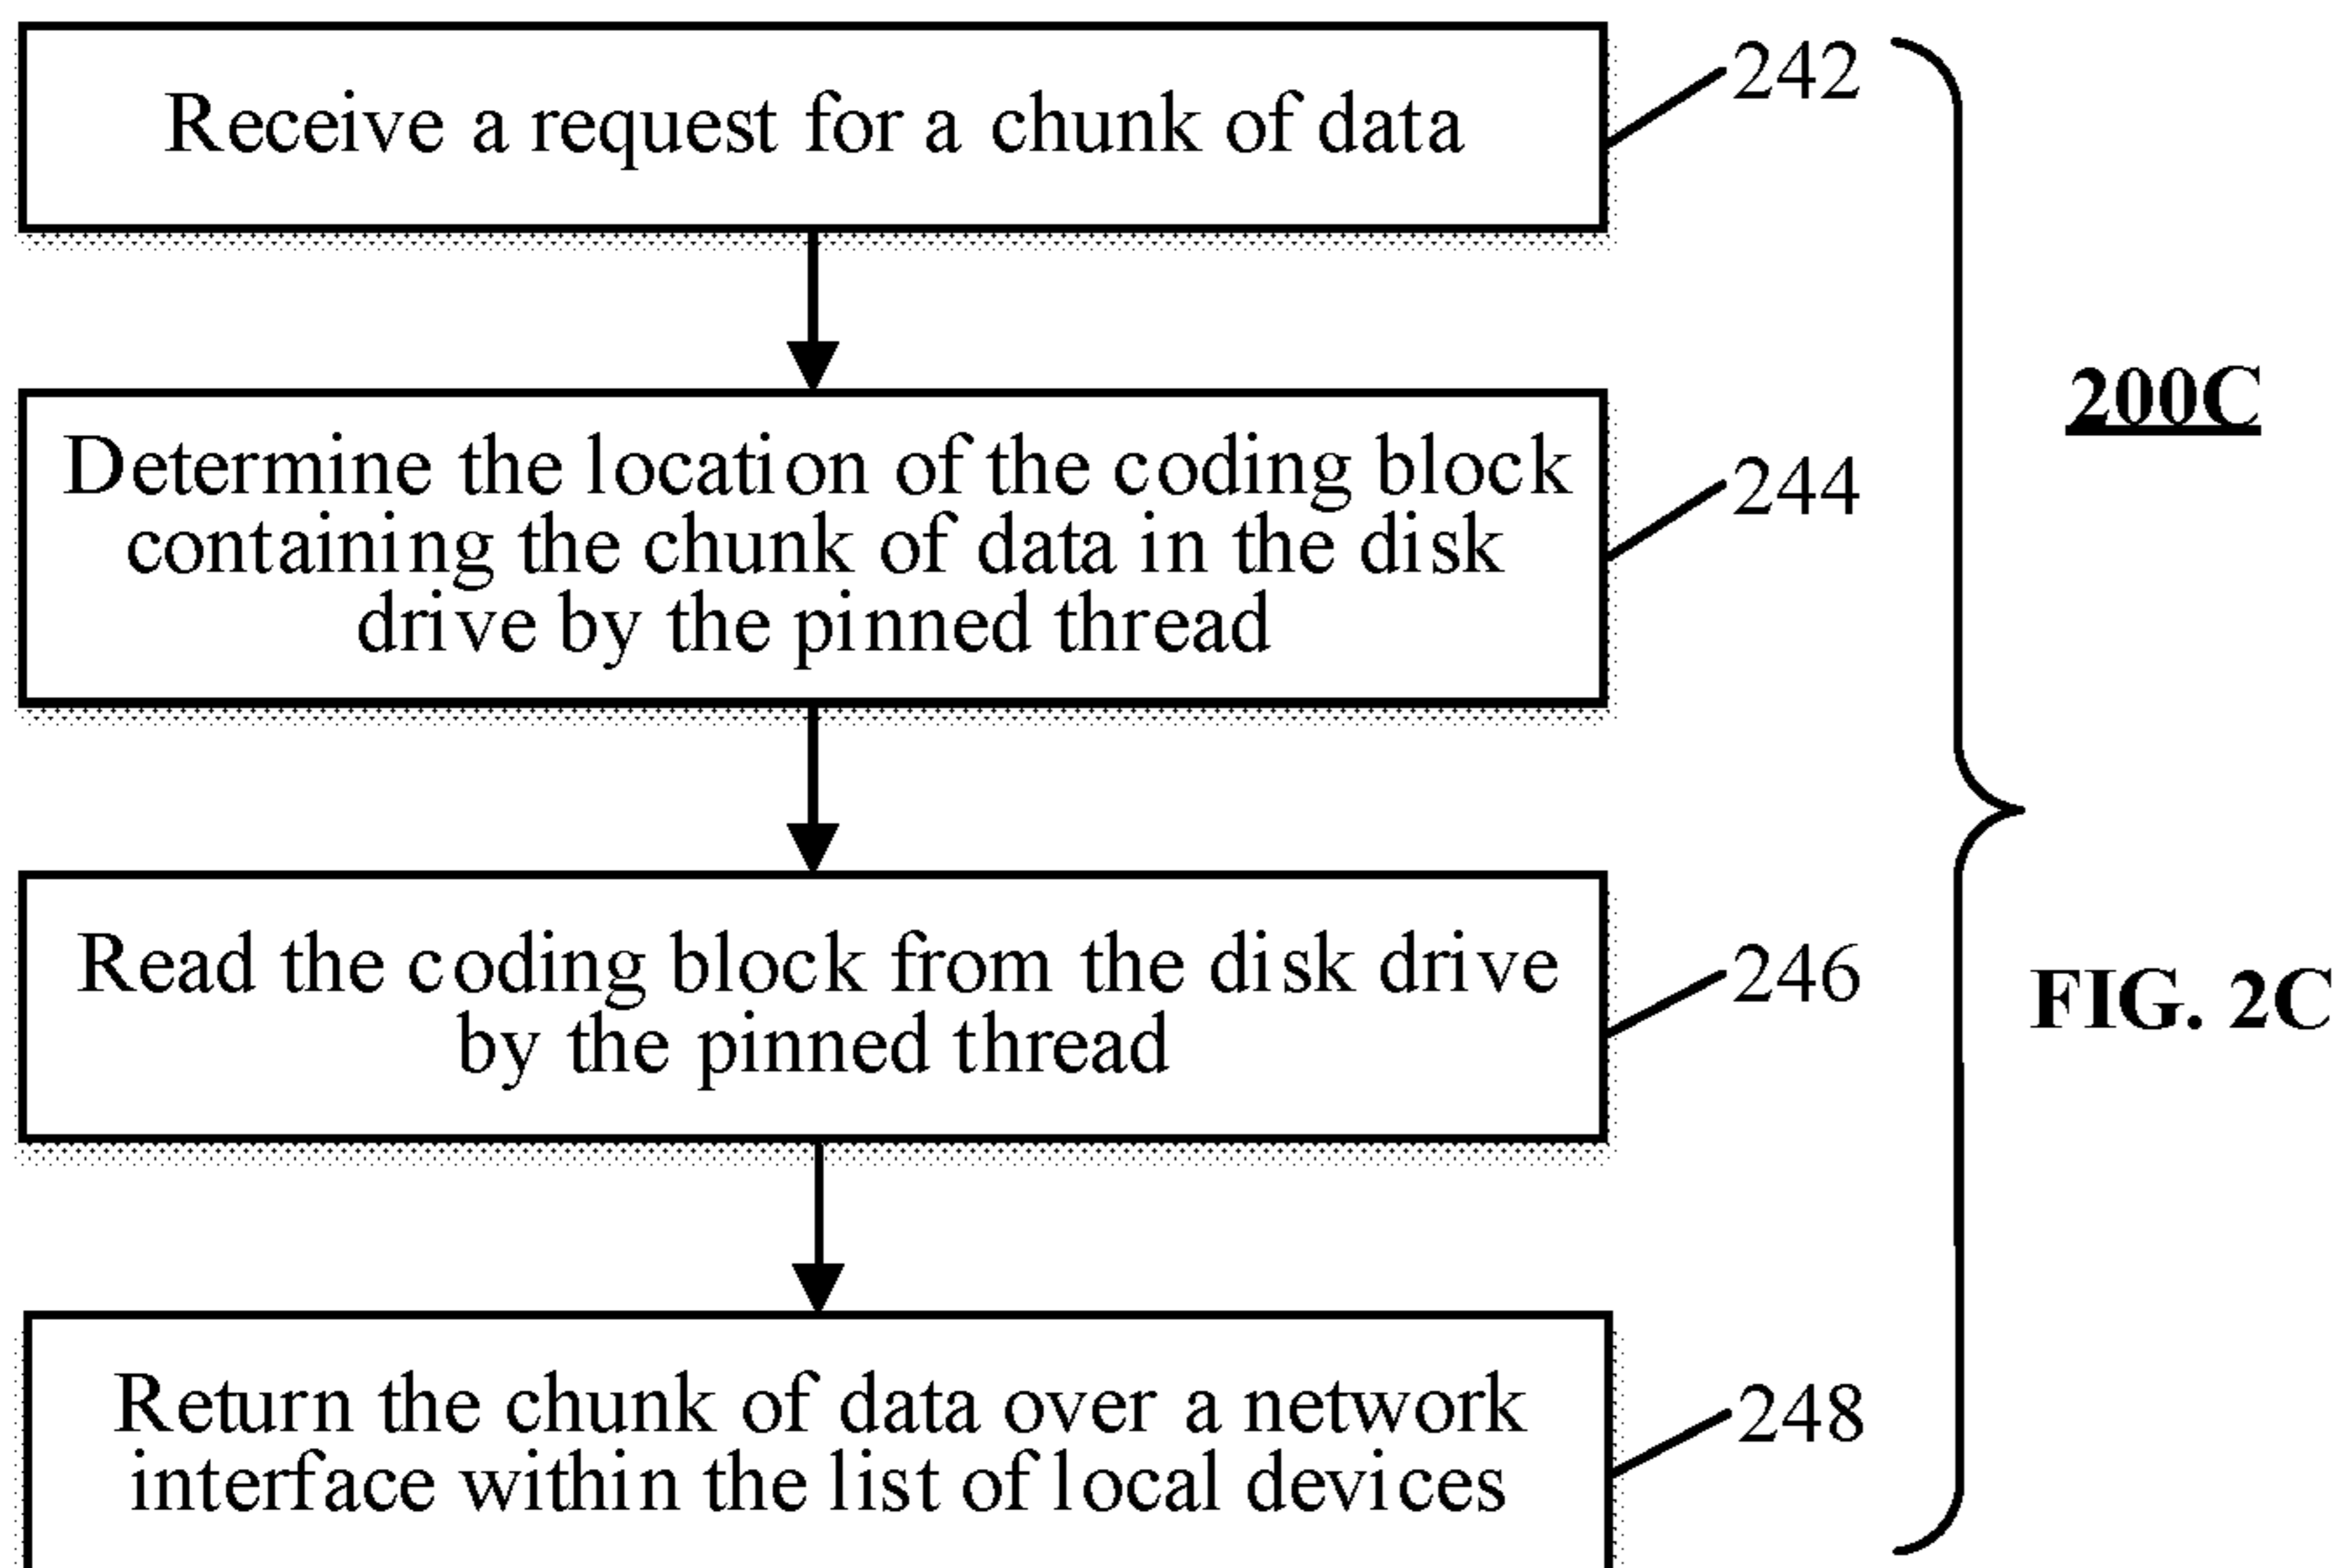 Receive a request for a chunk of data
242
Determine the location of the coding block
containing the chunk of data in the disk
drive by the pinned thread
244
200C
Read the coding block from the disk drive
by the pinned thread
246
FIG. 2C
Return the chunk of data over a network
interface within the list of local devices
248